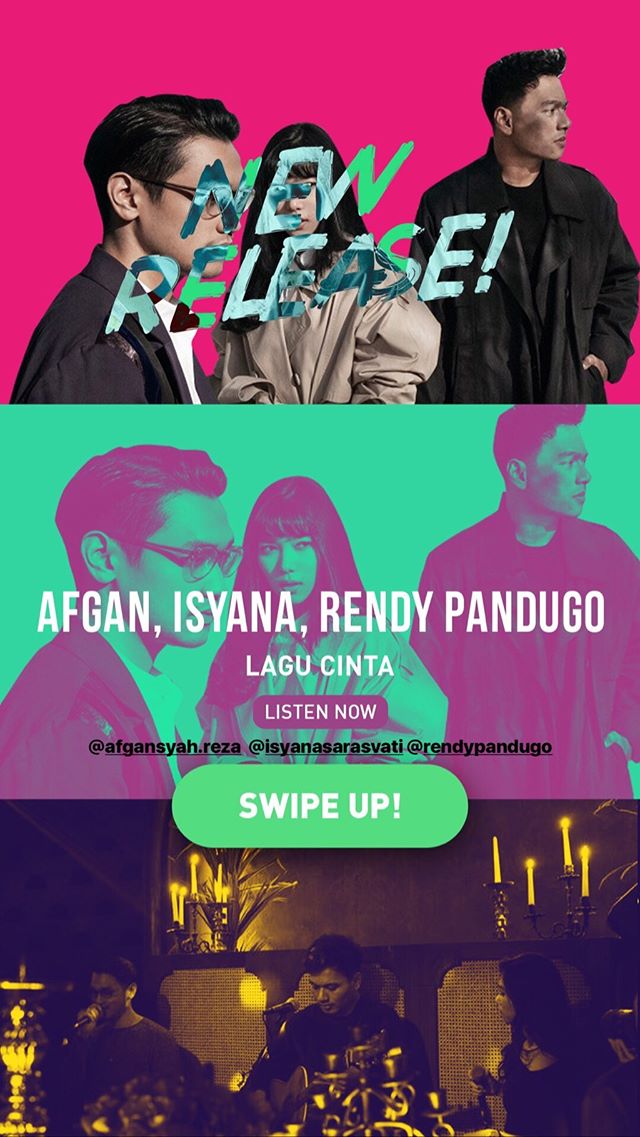 NEW
RELEASE!
AFGAN, ISYANA, RENDY PANDUGO
LAGU CINTA
LISTEN NOW
@afgansyah.reza @isyanasarasvati @rendypandugo
SWIPE UP!